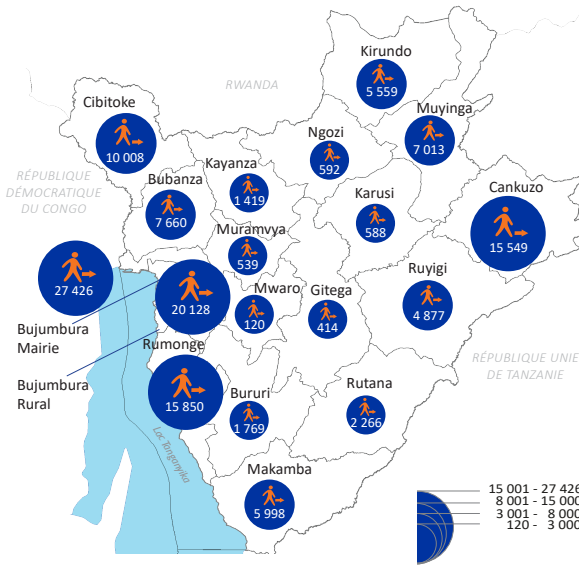 Kirundo
5 559
RWANDA
Cibitoke
10 008
Muyinga
7 013
Ngozi
592
Kayanza
1 419
RÉPUBLIQUE
DÉMOCRATIQUE
DU CONGO
Bubanza
7 660
Karusi
588
Cankuzo
15 549
Muramvya
539
27 426
20 128
Mwaro
120
Gitega
414
Ruyigi
4 877
Bujumbura
Mairie
Rumonge
15 850
RÉPUBLIQUE UNIE
DE TANZANIE
Bujumbura
Rural
Bururi
1 769
Rutana
2 266
Lac Tanganyika
Makamba
5 998
15 001 - 27 426
8 001 - 15 000
3 001 - 8 000
120 - 3 000